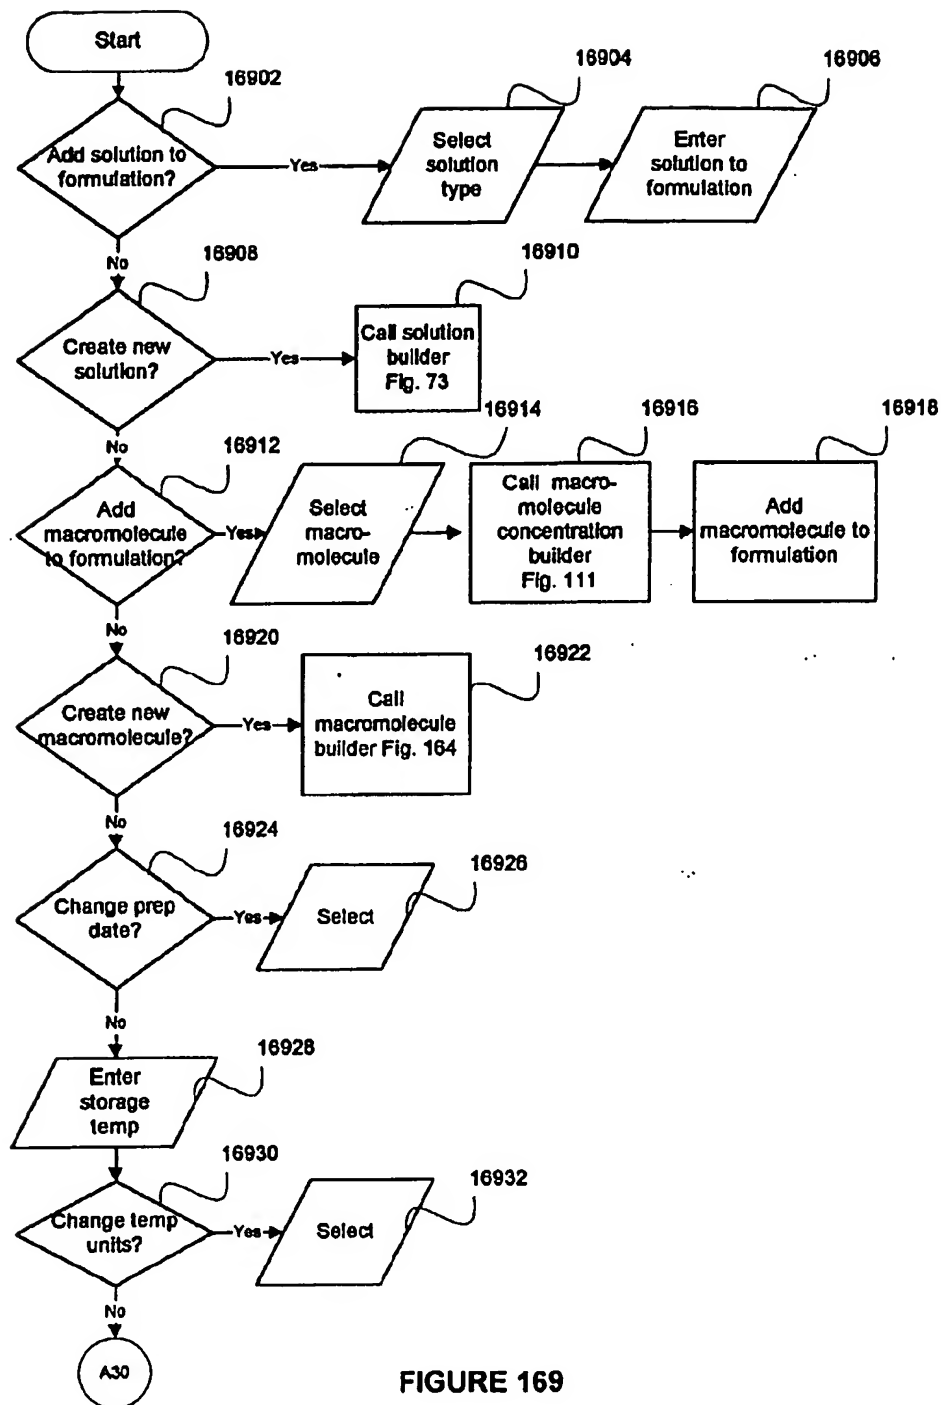 Start
16902
16904
16906
Add solution to
formulation?
Yes
Select
solution
type
Enter
solution to
formulation
No
16908
16910
Create new
solution?
Yes
Call solution
builder
Fig. 73
No
16912
16914
16916
16918
Add
macromolecule
to formulation?
Yes
Select
macro-
molecule
Call macro-
molecule
concentration
builder
Fig. 111
Add
macromolecule to
formulation
No
16920
16922
Create new
macromolecule?
Yes
Call
macromolecule
builder Fig. 164
No
16924
16926
Change prep
date?
Yes
Select
No
16928
Enter
storage
temp
16930
16932
Change temp
units?
Yes
Select
No
A30
FIGURE 169